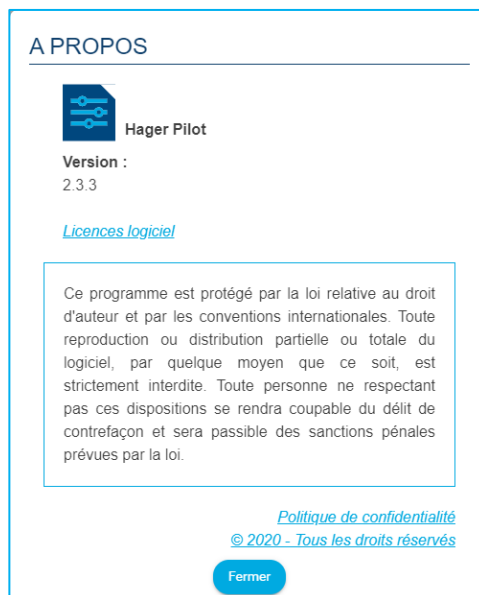 A PROPOS
Hager Pilot
Version :
2.3.3
Licences logiciel
Ce programme est protégé par la loi relative au droit
d'auteur et par les conventions internationales. Toute
reproduction ou distribution partielle ou totale du
logiciel, par quelque moyen que ce soit, est
strictement interdite. Toute personne ne respectant
pas ces dispositions se rendra coupable du délit de
contrefaçon et sera passible des sanctions pénales
prévues par la loi.
Politique de confidentialité
© 2020 - Tous les droits réservés
Fermer